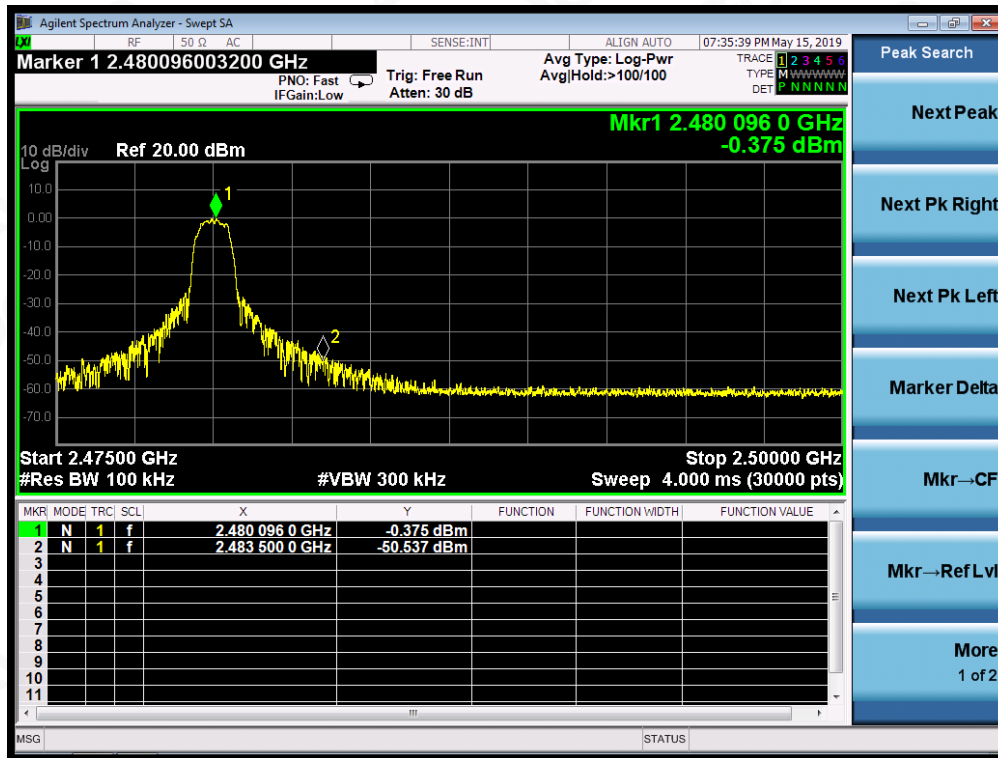 Agilent Spectrum Analyzer - Swept SA
LXI RF 50 Ω AC SENSE:INT ALIGN AUTO 07:35:39 PM May 15, 2019
Marker 1 2.480096003200 GHz
PNO: Fast
IFGain:Low
Trig: Free Run
Atten: 30 dB
Avg Type: Log-Pwr
Avg|Hold:>100/100
TRACE 1 2 3 4 5 6
TYPE M WWWWW
DET P N N N N N
Mkr1 2.480 096 0 GHz
-0.375 dBm
10 dB/div Ref 20.00 dBm
Log
10.0
0.00
-10.0
-20.0
-30.0
-40.0
-50.0
-60.0
-70.0
1
2
Start 2.47500 GHz Stop 2.50000 GHz
#Res BW 100 kHz #VBW 300 kHz Sweep 4.000 ms (30000 pts)
MKR MODE TRC SCL X Y FUNCTION FUNCTION WIDTH FUNCTION VALUE
1 N 1 f 2.480 096 0 GHz -0.375 dBm
2 N 1 f 2.483 500 0 GHz -50.537 dBm
3
4
5
6
7
8
9
10
11
MSG STATUS
Peak Search
Next Peak
Next Pk Right
Next Pk Left
Marker Delta
Mkr→CF
Mkr→Ref Lvl
More
1 of 2